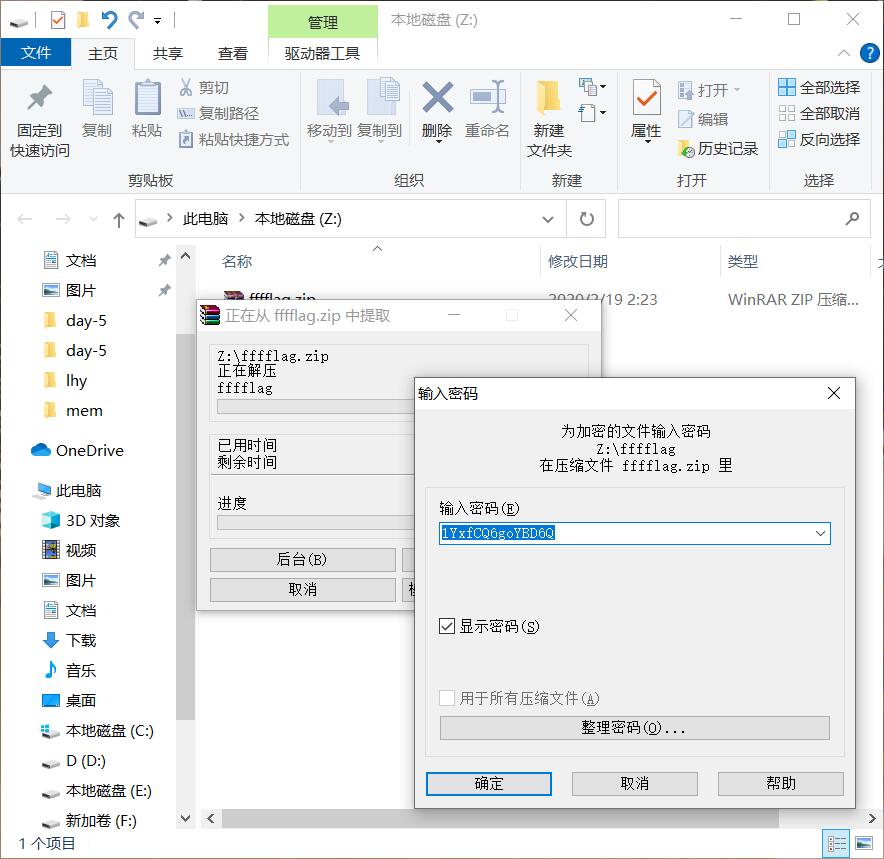 管理
本地磁盘 (Z:)
文件
主页
共享
查看
驱动器工具
固定到
快速访问
复制
粘贴
剪切
复制路径
粘贴快捷方式
剪贴板
移动到
复制到
删除
重命名
组织
新建
文件夹
新建
属性
打开
编辑
历史记录
打开
全部选择
全部取消
反向选择
选择
此电脑
本地磁盘 (Z:)
名称
修改日期
类型
fffflag.zip
2020/2/19 2:23
WinRAR ZIP 压缩...
文档
图片
day-5
day-5
lhy
mem
OneDrive
此电脑
3D 对象
视频
图片
文档
下载
音乐
桌面
本地磁盘 (C:)
D (D:)
本地磁盘 (E:)
新加卷 (F:)
1 个项目
正在从 fffflag.zip 中提取
Z:\fffflag.zip
正在解压
fffflag
已用时间
剩余时间
进度
后台(B)
取消
输入密码
为加密的文件输入密码
Z:\fffflag
在压缩文件 fffflag.zip 里
输入密码(E)
1YxfCQ6goYBD6Q
显示密码(S)
用于所有压缩文件(A)
整理密码(O)...
确定
取消
帮助